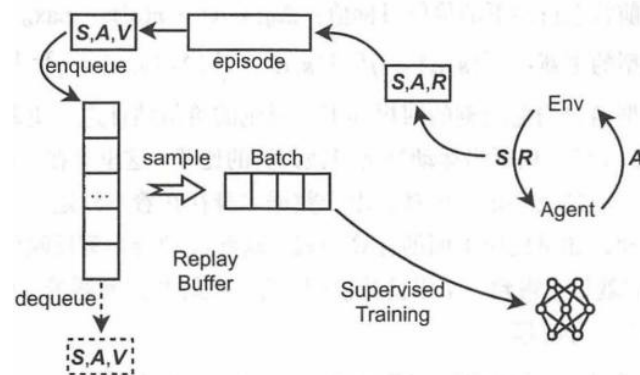 S,A,V
episode
enqueue
S,A,R
Env
sample
Batch
S R
A
...
Agent
Replay
Buffer
Supervised
Training
dequeue
S,A,V